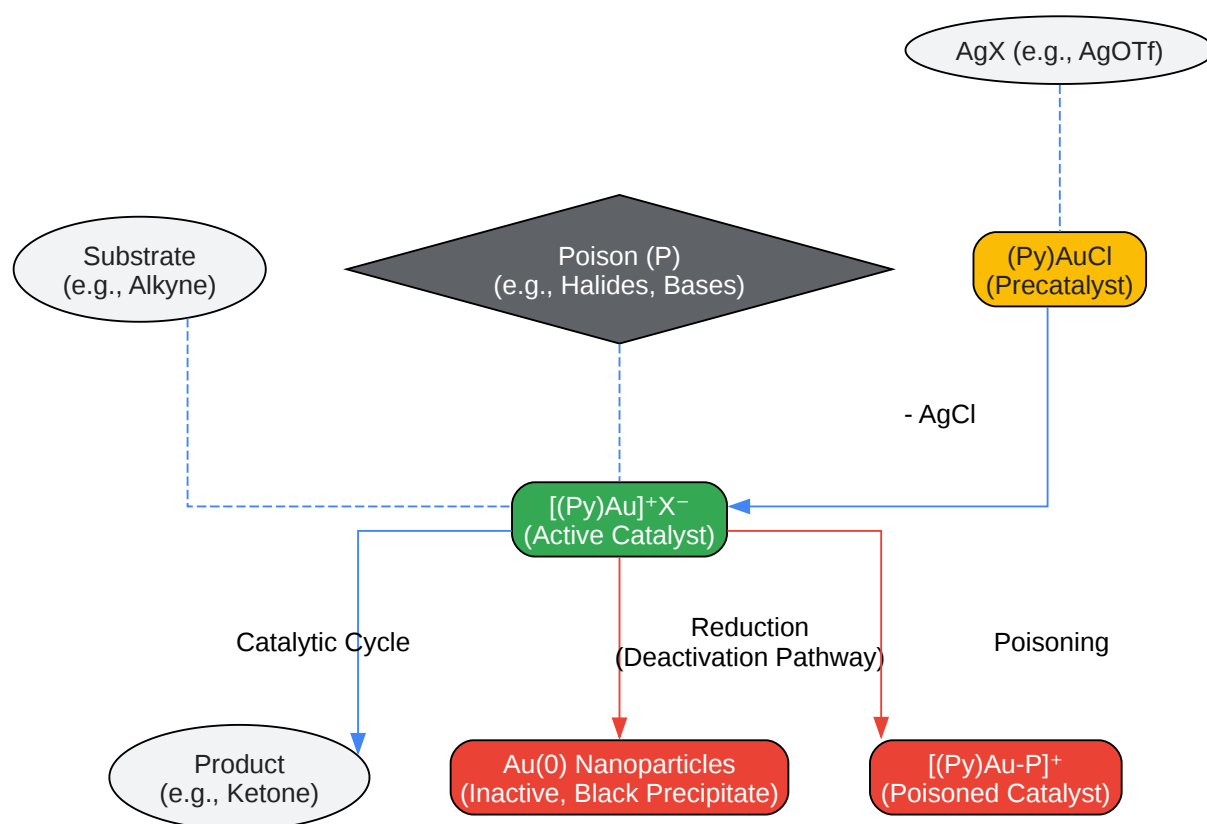 AgX (e.g., AgOTf)
Substrate
(e.g., Alkyne)
Poison (P)
(e.g., Halides, Bases)
(Py)AuCl
(Precatalyst)
- AgCl
[(Py)Au]⁺X⁻
(Active Catalyst)
Catalytic Cycle
Reduction
(Deactivation Pathway)
Poisoning
Product
(e.g., Ketone)
Au(0) Nanoparticles
(Inactive, Black Precipitate)
[(Py)Au-P]⁺
(Poisoned Catalyst)